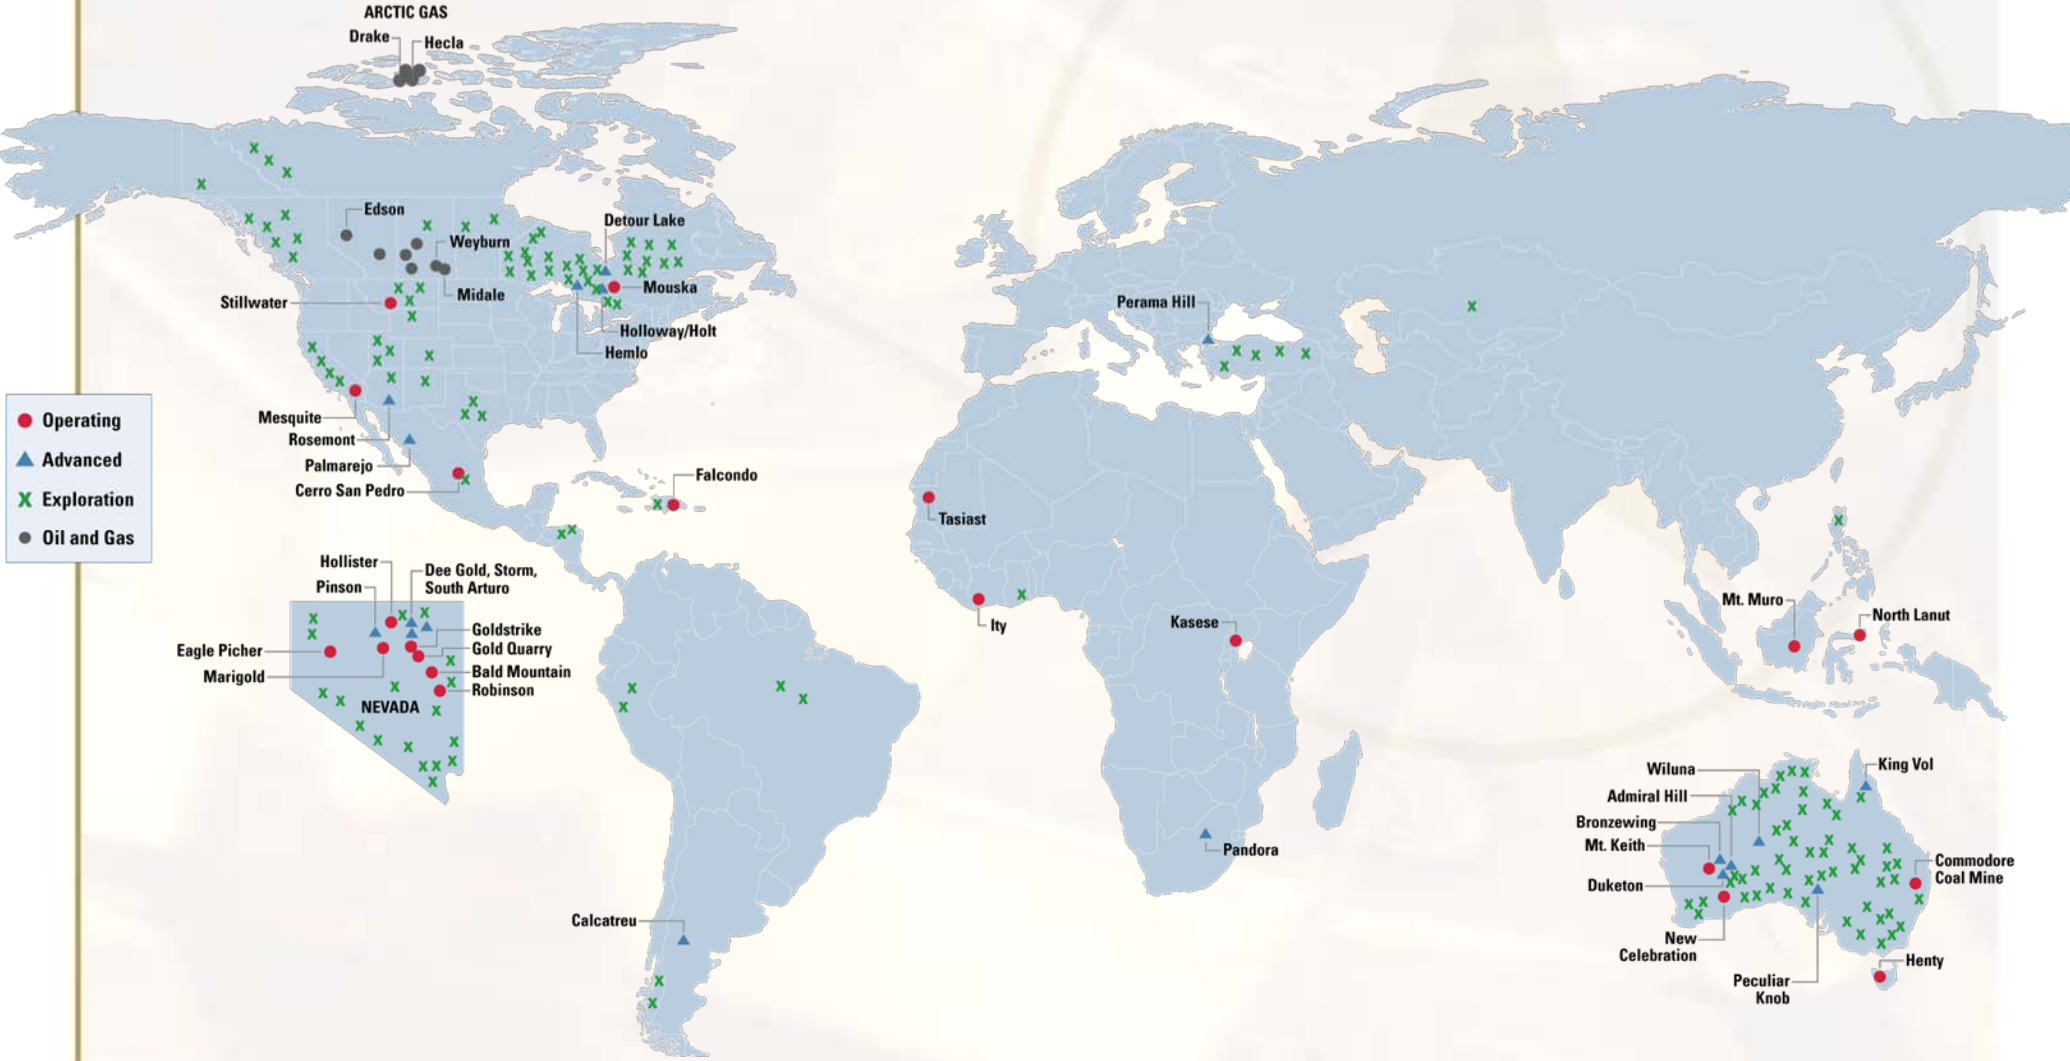 ARCTIC GAS
Drake
Hecla
Edson
Weyburn
Midale
Detour Lake
Mouska
Holloway/Holt
Hemlo
Stillwater
Mesquite
Rosemont
Palmarejo
Cerro San Pedro
Falcondo
Operating
Advanced
X Exploration
Oil and Gas
Hollister
Pinson
Dee Gold, Storm,
South Arturo
Goldstrike
Gold Quarry
Bald Mountain
Robinson
Eagle Picher
Marigold
NEVADA
Calcatreu
Perama Hill
Tasiast
Ity
Kasese
Pandora
Mt. Muro
North Lanut
Wiluna
King Vol
Admiral Hill
Bronzewing
Mt. Keith
Duketon
Commodore
Coal Mine
New
Celebration
Peculiar
Knob
Henty